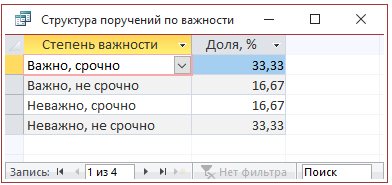 Структура поручений по важности
Степень важности Доля, %
Важно, срочно 33,33
Важно, не срочно 16,67
Неважно, срочно 16,67
Неважно, не срочно 33,33
Запись: 1 из 4 Нет фильтра Поиск